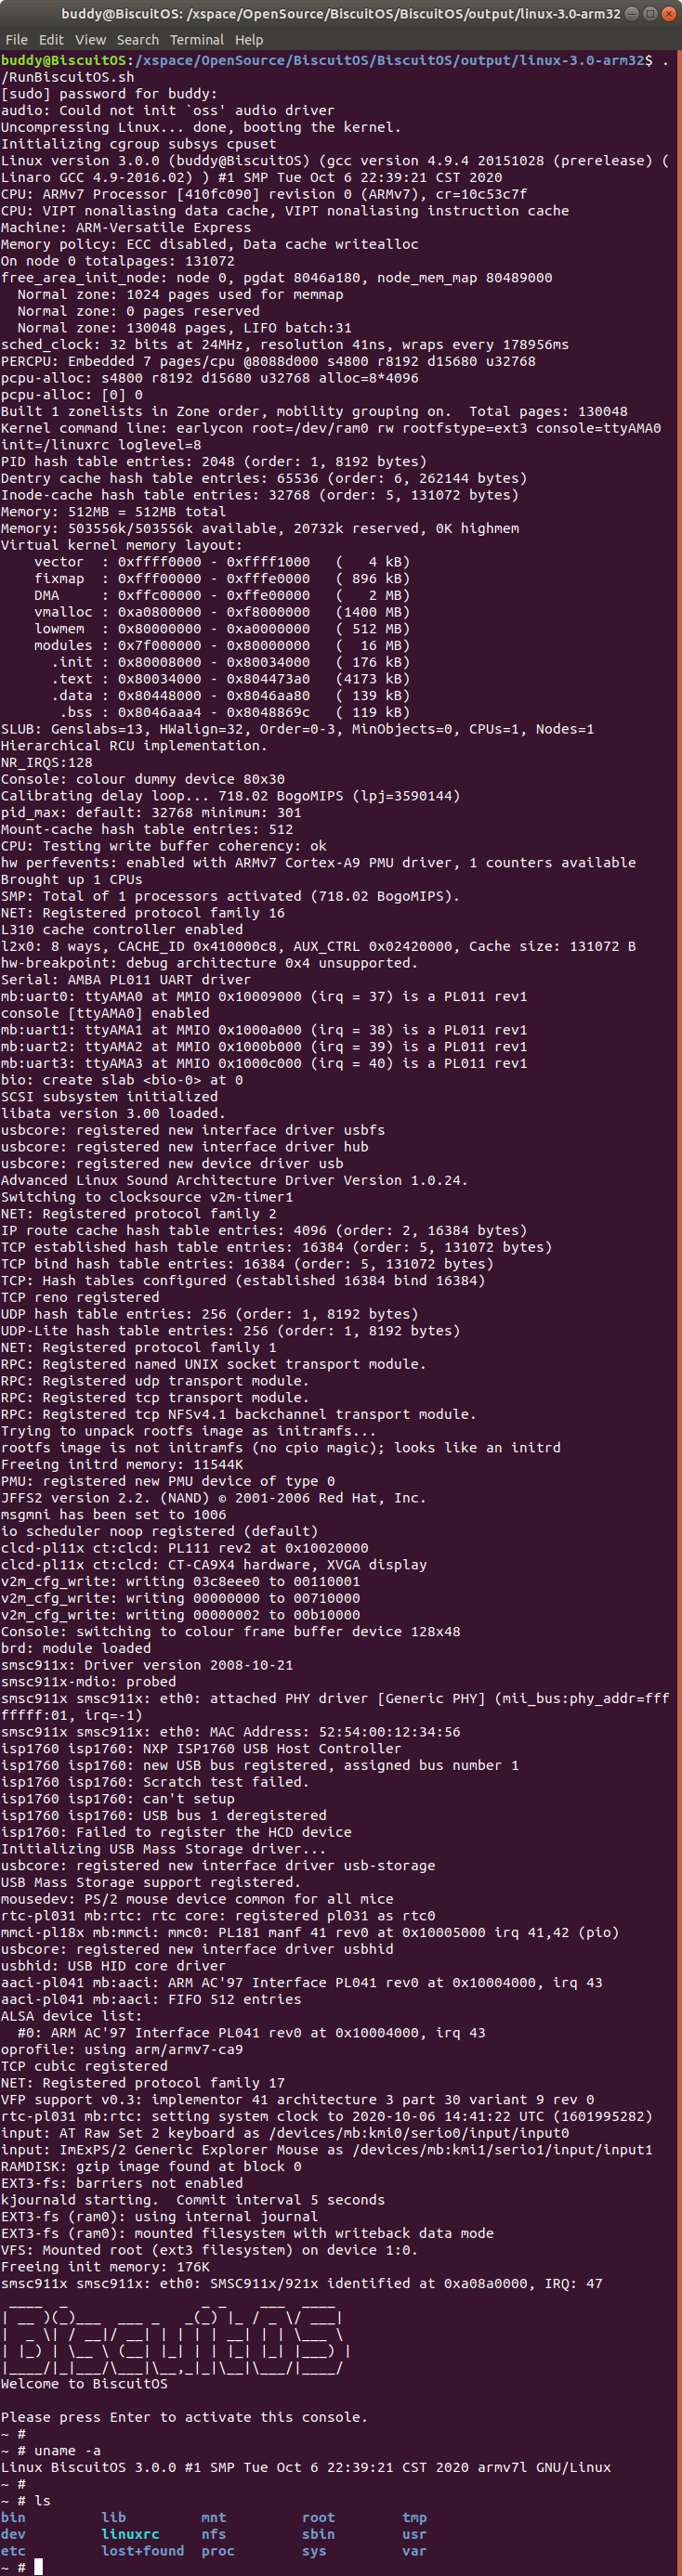 buddy@BiscuitOS: /xspace/OpenSource/BiscuitOS/BiscuitOS/output/linux-3.0-arm32
File Edit View Search Terminal Help
buddy@BiscuitOS:/xspace/OpenSource/BiscuitOS/BiscuitOS/output/linux-3.0-arm32$ .
/RunBiscuitOS.sh
[sudo] password for buddy:
audio: Could not init `oss' audio driver
Uncompressing Linux... done, booting the kernel.
Initializing cgroup subsys cpuset
Linux version 3.0.0 (buddy@BiscuitOS) (gcc version 4.9.4 20151028 (prerelease) (
Linaro GCC 4.9-2016.02) ) #1 SMP Tue Oct 6 22:39:21 CST 2020
CPU: ARMv7 Processor [410fc090] revision 0 (ARMv7), cr=10c53c7f
CPU: VIPT nonaliasing data cache, VIPT nonaliasing instruction cache
Machine: ARM-Versatile Express
Memory policy: ECC disabled, Data cache writealloc
On node 0 totalpages: 131072
free_area_init_node: node 0, pgdat 8046a180, node_mem_map 80489000
  Normal zone: 1024 pages used for memmap
  Normal zone: 0 pages reserved
  Normal zone: 130048 pages, LIFO batch:31
sched_clock: 32 bits at 24MHz, resolution 41ns, wraps every 178956ms
PERCPU: Embedded 7 pages/cpu @8088d000 s4800 r8192 d15680 u32768
pcpu-alloc: s4800 r8192 d15680 u32768 alloc=8*4096
pcpu-alloc: [0] 0
Built 1 zonelists in Zone order, mobility grouping on.  Total pages: 130048
Kernel command line: earlycon root=/dev/ram0 rw rootfstype=ext3 console=ttyAMA0
init=/linuxrc loglevel=8
PID hash table entries: 2048 (order: 1, 8192 bytes)
Dentry cache hash table entries: 65536 (order: 6, 262144 bytes)
Inode-cache hash table entries: 32768 (order: 5, 131072 bytes)
Memory: 512MB = 512MB total
Memory: 503556k/503556k available, 20732k reserved, 0K highmem
Virtual kernel memory layout:
    vector  : 0xffff0000 - 0xffff1000   (   4 kB)
    fixmap  : 0xfff00000 - 0xfffe0000   ( 896 kB)
    DMA     : 0xffc00000 - 0xffe00000   (   2 MB)
    vmalloc : 0xa0800000 - 0xf8000000   (1400 MB)
    lowmem  : 0x80000000 - 0xa0000000   ( 512 MB)
    modules : 0x7f000000 - 0x80000000   (  16 MB)
      .init : 0x80008000 - 0x80034000   ( 176 kB)
      .text : 0x80034000 - 0x804473a0   (4173 kB)
      .data : 0x80448000 - 0x8046aa80   ( 139 kB)
       .bss : 0x8046aaa4 - 0x8048869c   ( 119 kB)
SLUB: Genslabs=13, HWalign=32, Order=0-3, MinObjects=0, CPUs=1, Nodes=1
Hierarchical RCU implementation.
NR_IRQS:128
Console: colour dummy device 80x30
Calibrating delay loop... 718.02 BogoMIPS (lpj=3590144)
pid_max: default: 32768 minimum: 301
Mount-cache hash table entries: 512
CPU: Testing write buffer coherency: ok
hw perfevents: enabled with ARMv7 Cortex-A9 PMU driver, 1 counters available
Brought up 1 CPUs
SMP: Total of 1 processors activated (718.02 BogoMIPS).
NET: Registered protocol family 16
L310 cache controller enabled
l2x0: 8 ways, CACHE_ID 0x410000c8, AUX_CTRL 0x02420000, Cache size: 131072 B
hw-breakpoint: debug architecture 0x4 unsupported.
Serial: AMBA PL011 UART driver
mb:uart0: ttyAMA0 at MMIO 0x10009000 (irq = 37) is a PL011 rev1
console [ttyAMA0] enabled
mb:uart1: ttyAMA1 at MMIO 0x1000a000 (irq = 38) is a PL011 rev1
mb:uart2: ttyAMA2 at MMIO 0x1000b000 (irq = 39) is a PL011 rev1
mb:uart3: ttyAMA3 at MMIO 0x1000c000 (irq = 40) is a PL011 rev1
bio: create slab <bio-0> at 0
SCSI subsystem initialized
libata version 3.00 loaded.
usbcore: registered new interface driver usbfs
usbcore: registered new interface driver hub
usbcore: registered new device driver usb
Advanced Linux Sound Architecture Driver Version 1.0.24.
Switching to clocksource v2m-timer1
NET: Registered protocol family 2
IP route cache hash table entries: 4096 (order: 2, 16384 bytes)
TCP established hash table entries: 16384 (order: 5, 131072 bytes)
TCP bind hash table entries: 16384 (order: 5, 131072 bytes)
TCP: Hash tables configured (established 16384 bind 16384)
TCP reno registered
UDP hash table entries: 256 (order: 1, 8192 bytes)
UDP-Lite hash table entries: 256 (order: 1, 8192 bytes)
NET: Registered protocol family 1
RPC: Registered named UNIX socket transport module.
RPC: Registered udp transport module.
RPC: Registered tcp transport module.
RPC: Registered tcp NFSv4.1 backchannel transport module.
Trying to unpack rootfs image as initramfs...
rootfs image is not initramfs (no cpio magic); looks like an initrd
Freeing initrd memory: 11544K
PMU: registered new PMU device of type 0
JFFS2 version 2.2. (NAND) © 2001-2006 Red Hat, Inc.
msgmni has been set to 1006
io scheduler noop registered (default)
clcd-pl11x ct:clcd: PL111 rev2 at 0x10020000
clcd-pl11x ct:clcd: CT-CA9X4 hardware, XVGA display
v2m_cfg_write: writing 03c8eee0 to 00110001
v2m_cfg_write: writing 00000000 to 00710000
v2m_cfg_write: writing 00000002 to 00b10000
Console: switching to colour frame buffer device 128x48
brd: module loaded
smsc911x: Driver version 2008-10-21
smsc911x-mdio: probed
smsc911x smsc911x: eth0: attached PHY driver [Generic PHY] (mii_bus:phy_addr=fff
fffff:01, irq=-1)
smsc911x smsc911x: eth0: MAC Address: 52:54:00:12:34:56
isp1760 isp1760: NXP ISP1760 USB Host Controller
isp1760 isp1760: new USB bus registered, assigned bus number 1
isp1760 isp1760: Scratch test failed.
isp1760 isp1760: can't setup
isp1760 isp1760: USB bus 1 deregistered
isp1760: Failed to register the HCD device
Initializing USB Mass Storage driver...
usbcore: registered new interface driver usb-storage
USB Mass Storage support registered.
mousedev: PS/2 mouse device common for all mice
rtc-pl031 mb:rtc: rtc core: registered pl031 as rtc0
mmci-pl18x mb:mmci: mmc0: PL181 manf 41 rev0 at 0x10005000 irq 41,42 (pio)
usbcore: registered new interface driver usbhid
usbhid: USB HID core driver
aaci-pl041 mb:aaci: ARM AC'97 Interface PL041 rev0 at 0x10004000, irq 43
aaci-pl041 mb:aaci: FIFO 512 entries
ALSA device list:
  #0: ARM AC'97 Interface PL041 rev0 at 0x10004000, irq 43
oprofile: using arm/armv7-ca9
TCP cubic registered
NET: Registered protocol family 17
VFP support v0.3: implementor 41 architecture 3 part 30 variant 9 rev 0
rtc-pl031 mb:rtc: setting system clock to 2020-10-06 14:41:22 UTC (1601995282)
input: AT Raw Set 2 keyboard as /devices/mb:kmi0/serio0/input/input0
input: ImExPS/2 Generic Explorer Mouse as /devices/mb:kmi1/serio1/input/input1
RAMDISK: gzip image found at block 0
EXT3-fs: barriers not enabled
kjournald starting.  Commit interval 5 seconds
EXT3-fs (ram0): using internal journal
EXT3-fs (ram0): mounted filesystem with writeback data mode
VFS: Mounted root (ext3 filesystem) on device 1:0.
Freeing init memory: 176K
smsc911x smsc911x: eth0: SMSC911x/921x identified at 0xa08a0000, IRQ: 47
 ____  _                _ _    ___  ____
| __ )(_)___  ___ _   _(_) |_ / _ \/ ___|
|  _ \| / __|/ __| | | | | __| | | \___ \
| |_) | \__ \ (__| |_| | | |_| |_| |___) |
|____/|_|___/\___|\__,_|_|\__|\___/|____/
Welcome to BiscuitOS
Please press Enter to activate this console.
~ #
~ # uname -a
Linux BiscuitOS 3.0.0 #1 SMP Tue Oct 6 22:39:21 CST 2020 armv7l GNU/Linux
~ #
~ # ls
bin         lib         mnt         root        tmp
dev         linuxrc     nfs         sbin        usr
etc         lost+found  proc        sys         var
~ #